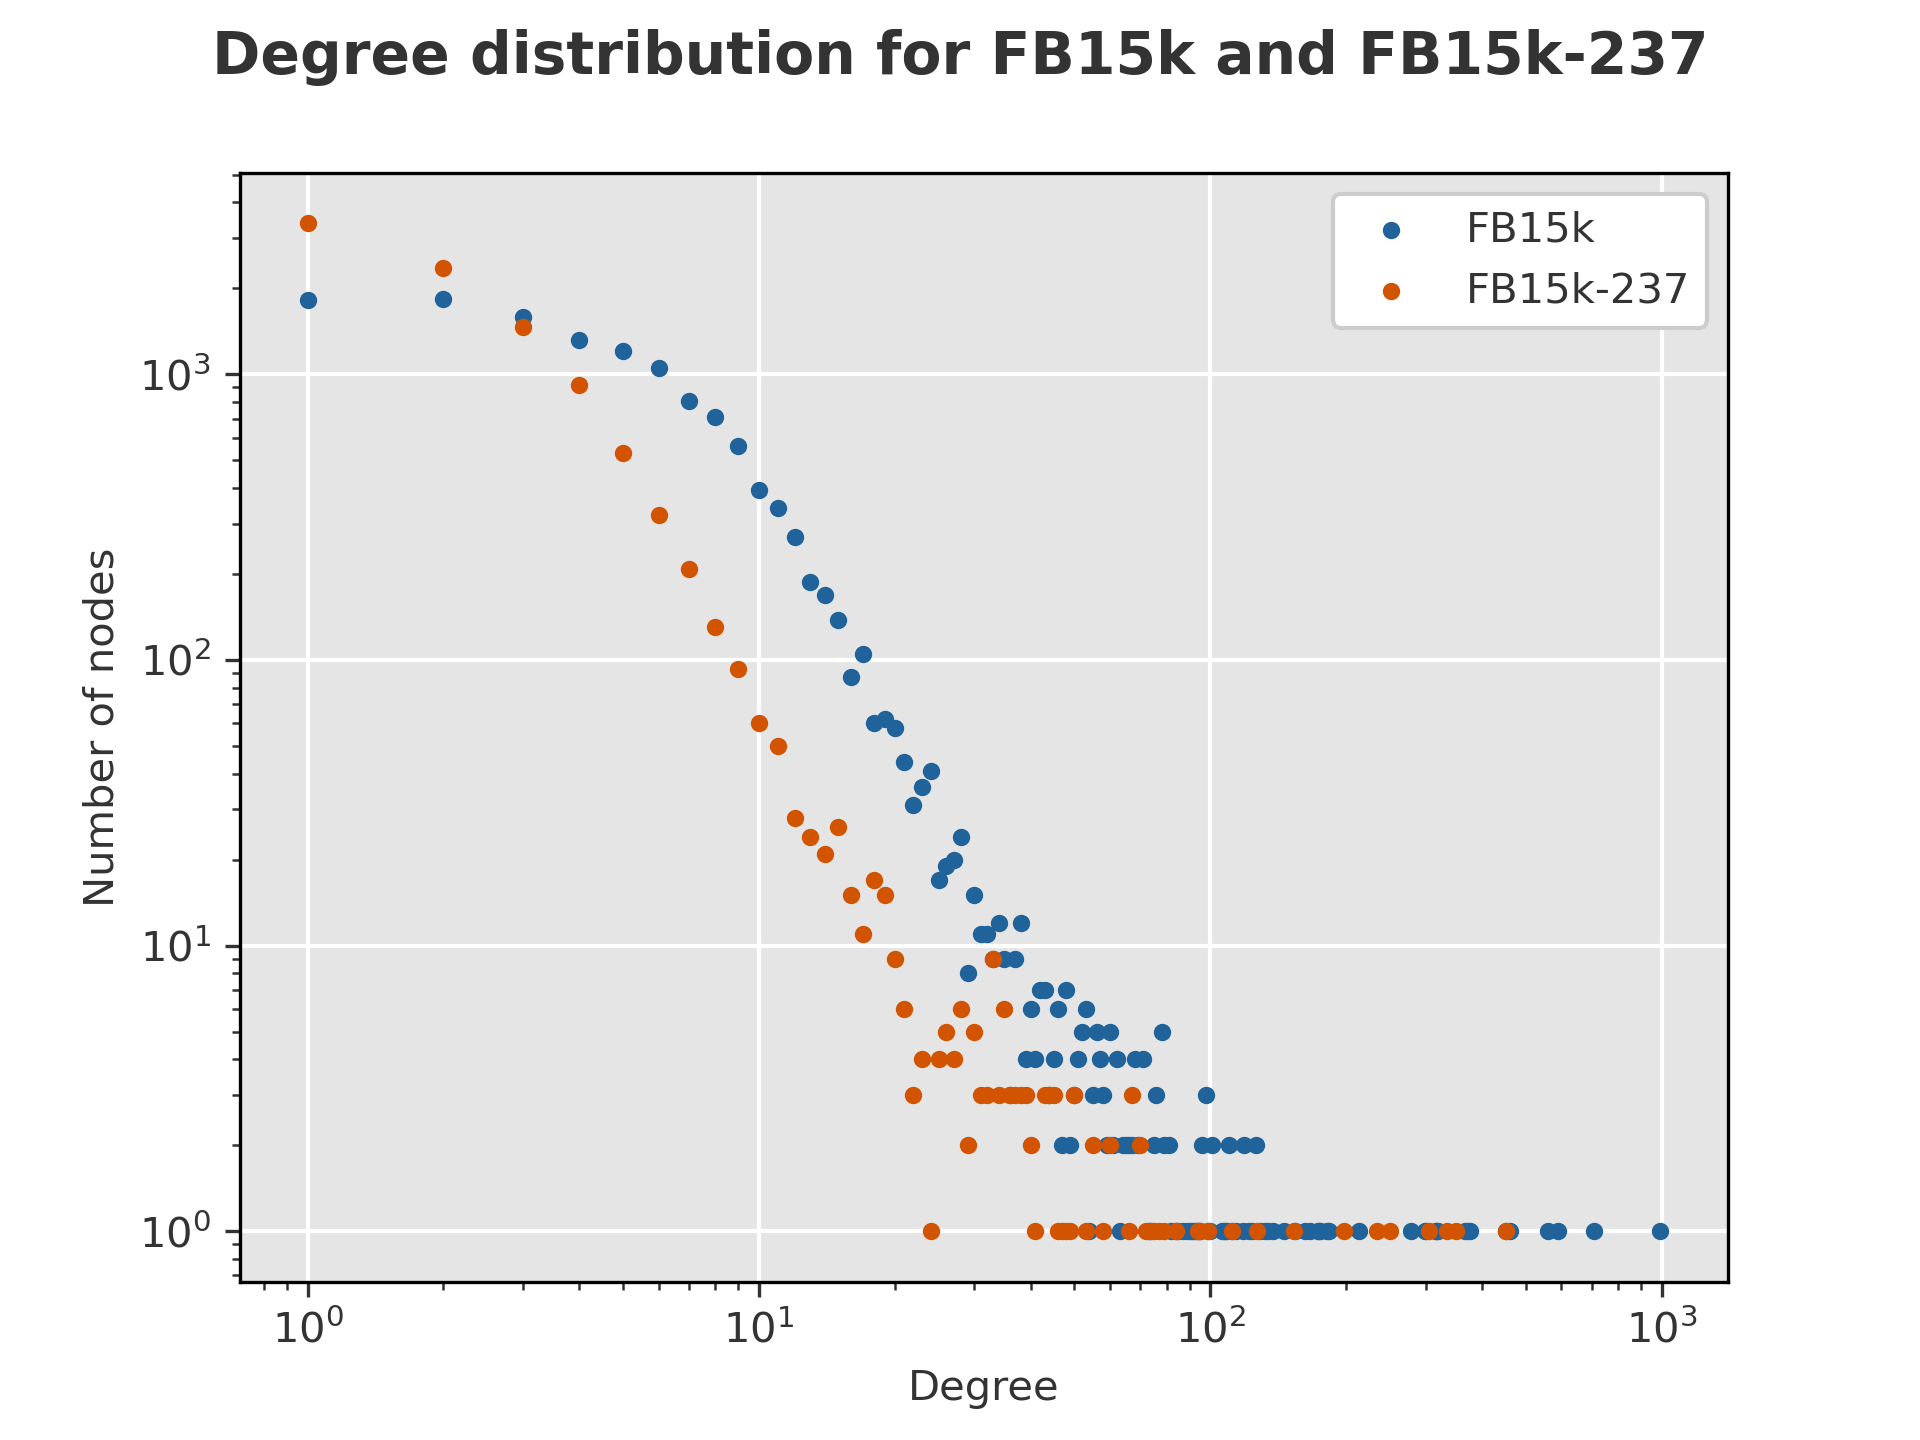 Degree distribution for FB15k and FB15k-237
FB15k
FB15k-237
10³
10²
10¹
10⁰
Number of nodes
10⁰ 10¹ 10² 10³
Degree